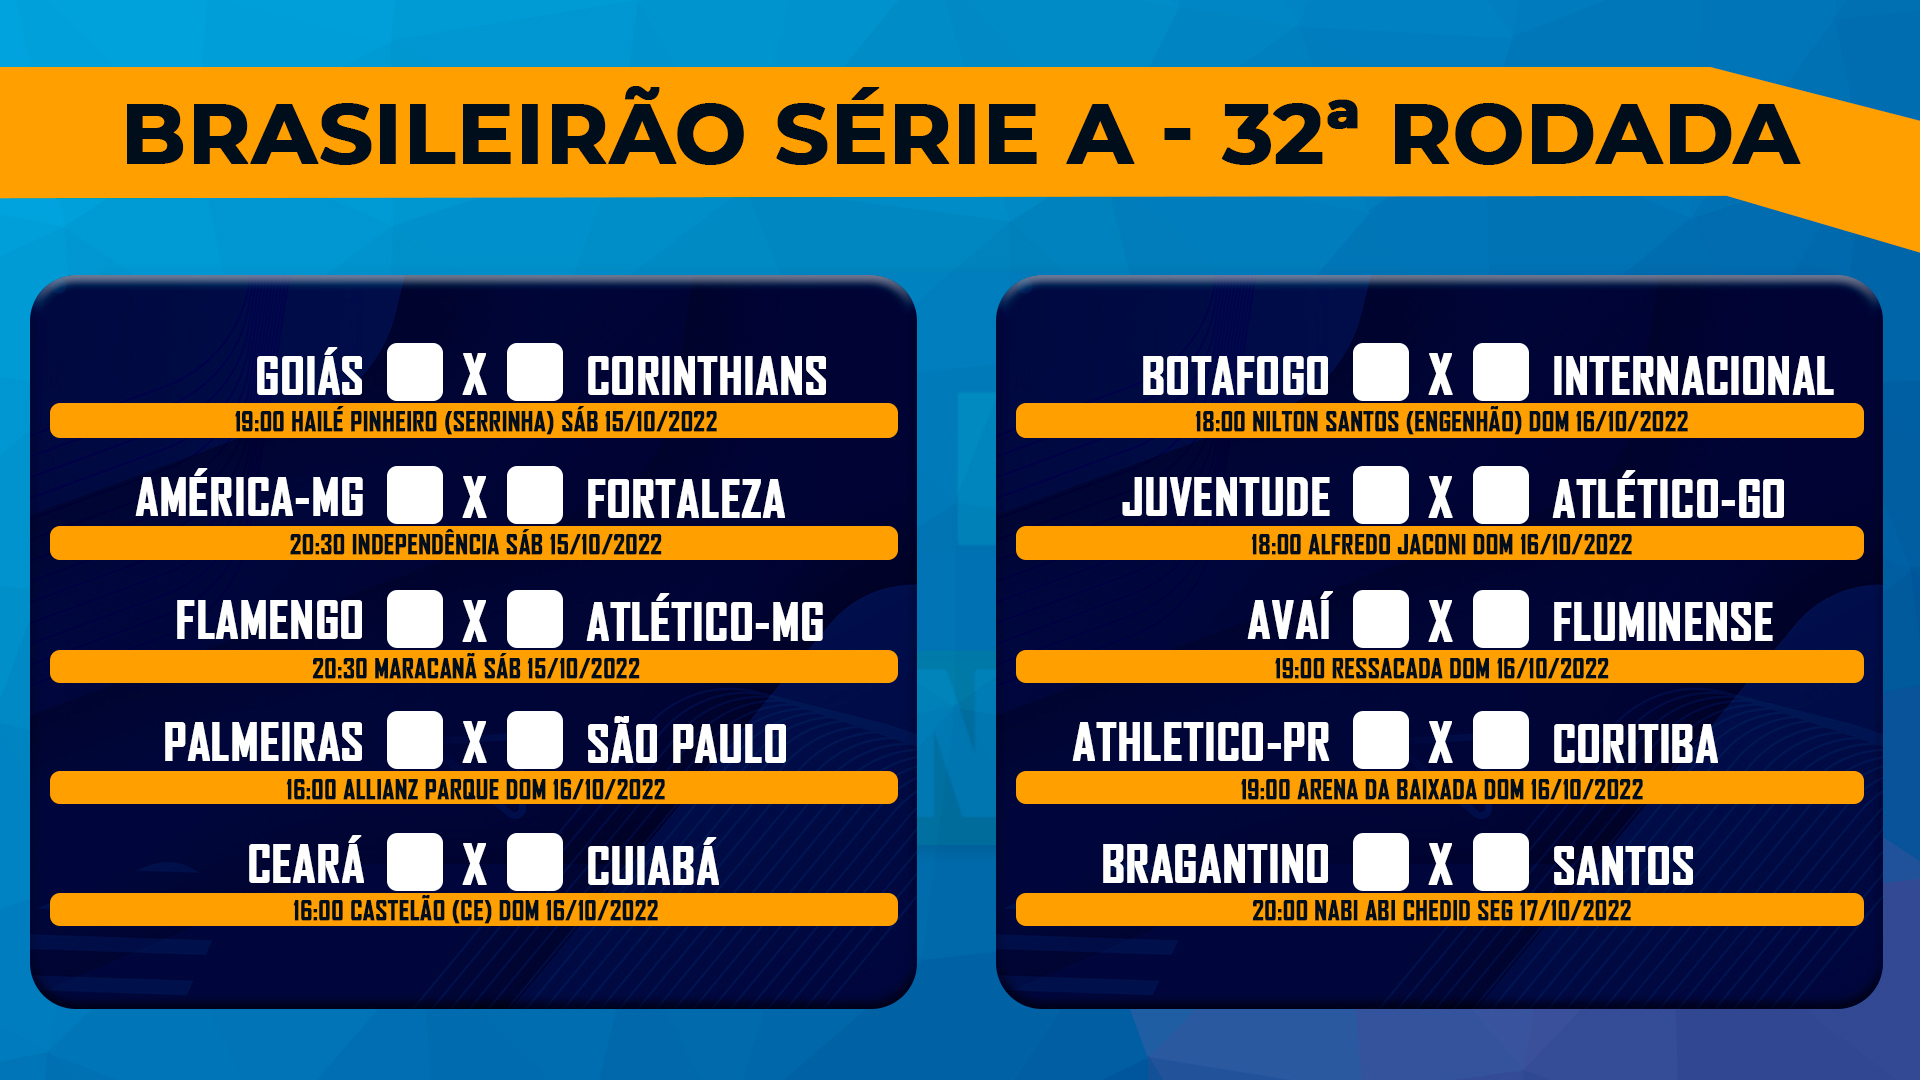 BRASILEIRÃO SÉRIE A - 32ª RODADA
GOIÁS X CORINTHIANS
19:00 HAILÉ PINHEIRO (SERRINHA) SÁB 15/10/2022
AMÉRICA-MG X FORTALEZA
20:30 INDEPENDÊNCIA SÁB 15/10/2022
FLAMENGO X ATLÉTICO-MG
20:30 MARACANÃ SÁB 15/10/2022
PALMEIRAS X SÃO PAULO
16:00 ALLIANZ PARQUE DOM 16/10/2022
CEARÁ X CUIABÁ
16:00 CASTELÃO (CE) DOM 16/10/2022
BOTAFOGO X INTERNACIONAL
18:00 NILTON SANTOS (ENGENHÃO) DOM 16/10/2022
JUVENTUDE X ATLÉTICO-GO
18:00 ALFREDO JACONI DOM 16/10/2022
AVAÍ X FLUMINENSE
19:00 RESSACADA DOM 16/10/2022
ATHLETICO-PR X CORITIBA
19:00 ARENA DA BAIXADA DOM 16/10/2022
BRAGANTINO X SANTOS
20:00 NABI ABI CHEDID SEG 17/10/2022